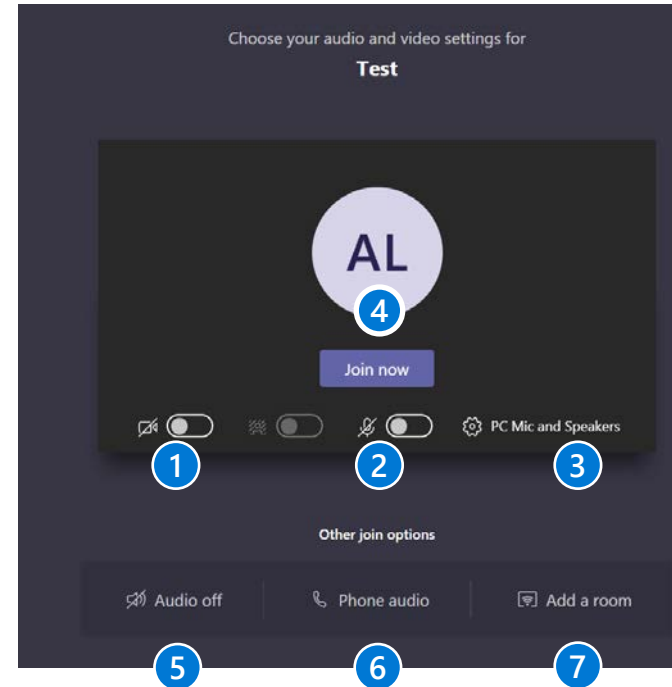 Choose your audio and video settings for
Test
AL
4
Join now
PC Mic and Speakers
1
2
3
Other join options
Audio off
Phone audio
Add a room
5
6
7